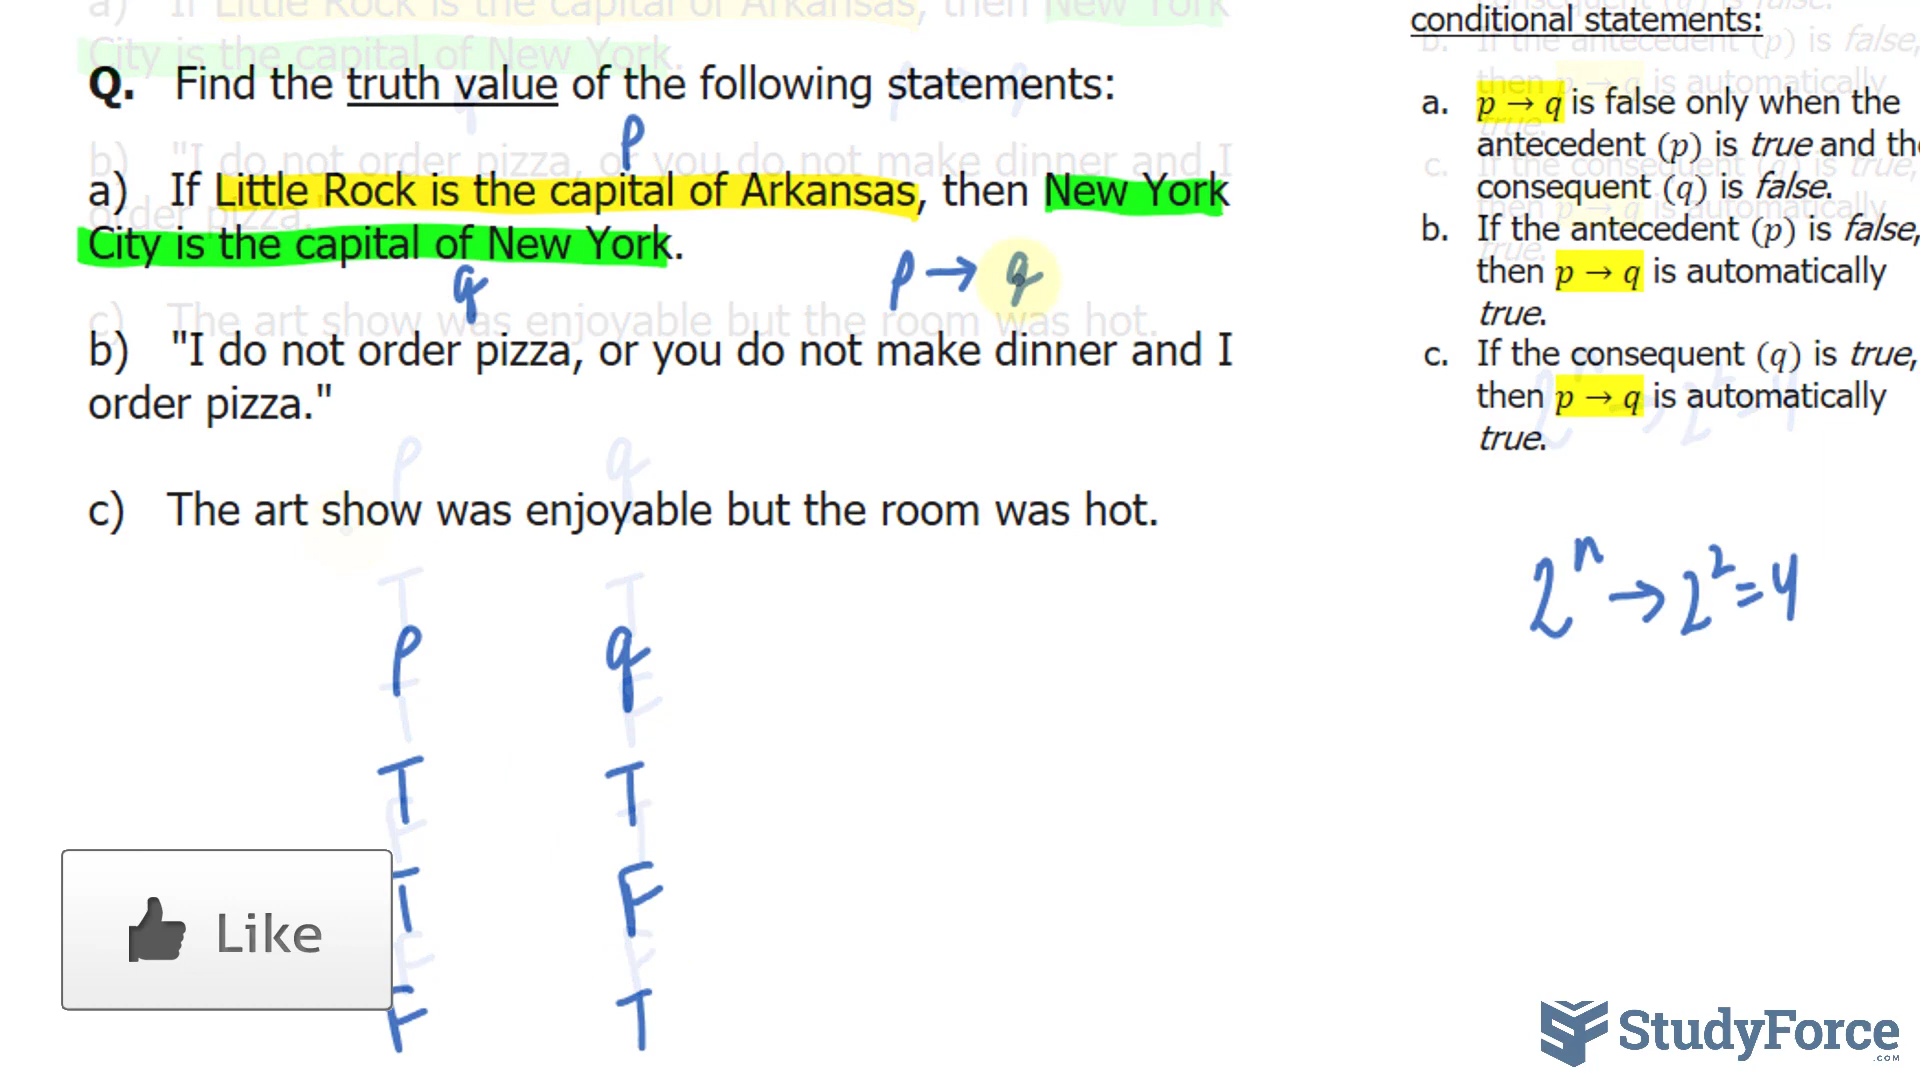 conditional statements:
Q. Find the truth value of the following statements:
p
a) If Little Rock is the capital of Arkansas, then New York
City is the capital of New York.
q
p → q
b) "I do not order pizza, or you do not make dinner and I
order pizza."
c) The art show was enjoyable but the room was hot.
a. p → q is false only when the
antecedent (p) is true and the
consequent (q) is false.
b. If the antecedent (p) is false,
then p → q is automatically
true.
c. If the consequent (q) is true,
then p → q is automatically
true.
2^n → 2^2 = 4
p q
T T
T F
F T
Like
StudyForce
.COM